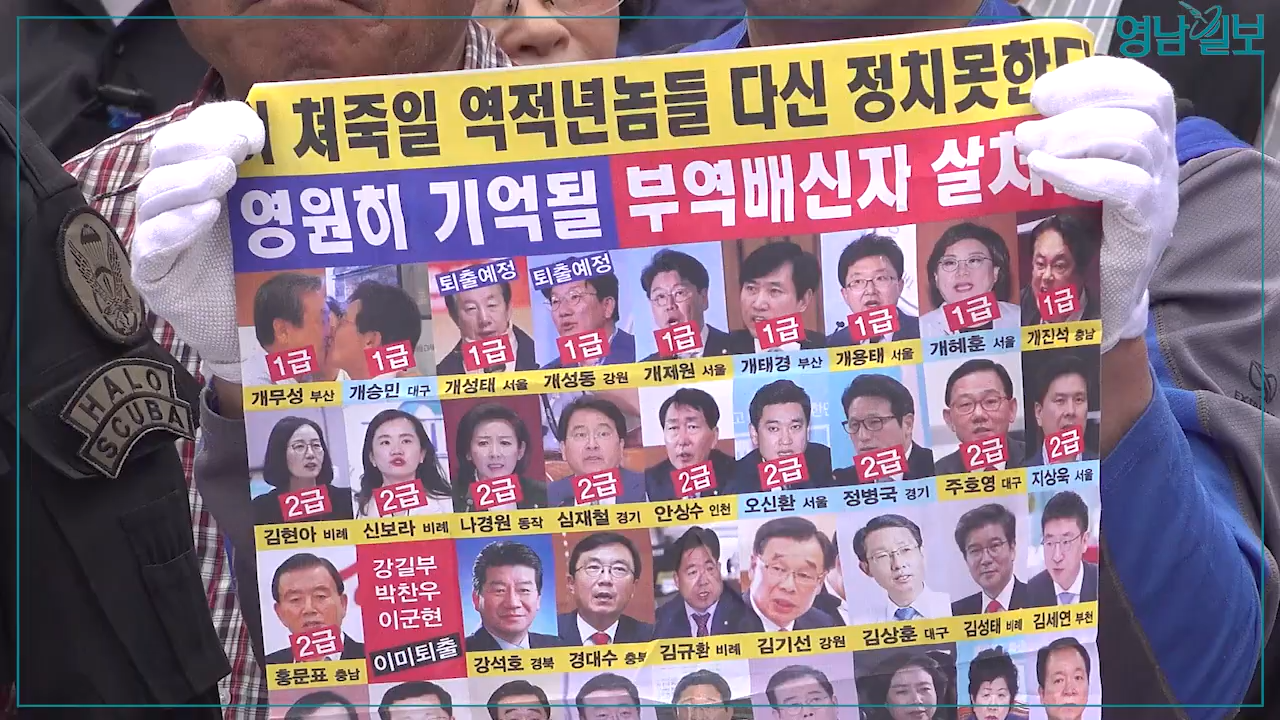 영남일보
쳐죽일 역적년놈들 다신 정치못한다
영원히 기억될 부역배신자 살처
퇴출예정 퇴출예정
1급 1급 1급 1급 1급 1급 1급 1급 1급
개무성 부산 개승민 대구 개성태 서울 개성동 강원 개제원 서울 개태경 부산 개용태 서울 개혜훈 서울 개진석 충남
HALO
SCUBA
2급 2급 2급 2급 2급 2급 2급 2급 2급
김현아 비례 신보라 비례 나경원 동작 심재철 경기 안상수 인천 오신환 서울 정병국 경기 주호영 대구 지상욱 서울
강길부
박찬우
이군현
2급 이미퇴출
홍문표 충남 강석호 경북 경대수 충북 김규환 비례 김기선 강원 김상훈 대구 김성태 비례 김세연 부천